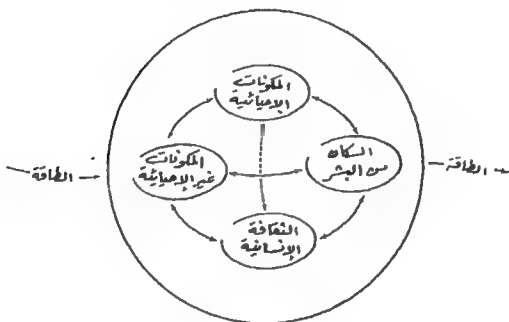 المكونات
الإحيائية
المكونات
غير الإحيائية
السكان
من البشر
الطاقة
الطاقة
الثقافة
الإنسانية